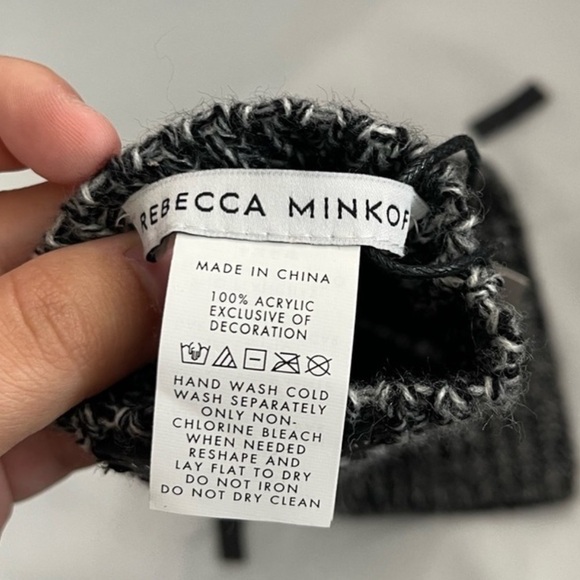 REBECCA MINKOF
MADE IN CHINA
100% ACRYLIC
EXCLUSIVE OF
DECORATION
HAND WASH COLD
WASH SEPARATELY
ONLY NON-
CHLORINE BLEACH
WHEN NEEDED
RESHAPE AND
LAY FLAT TO DRY
DO NOT IRON
DO NOT DRY CLEAN